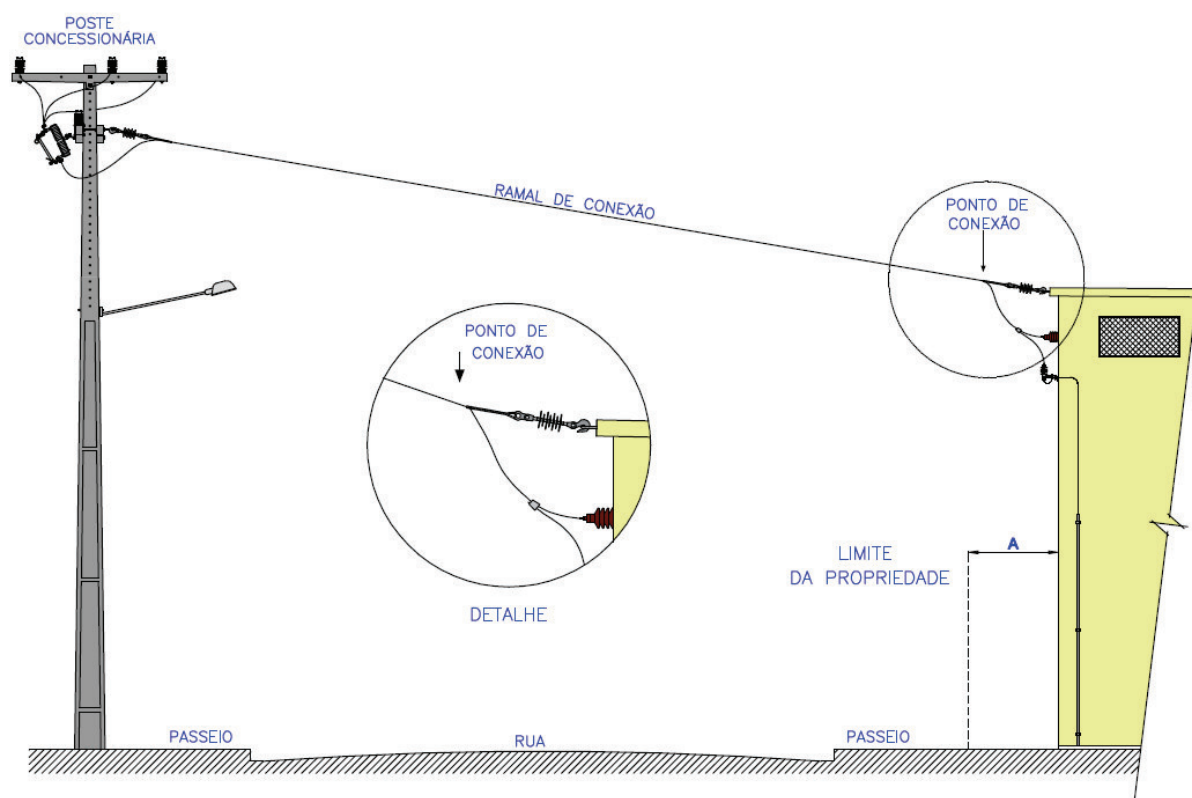 POSTE
CONCESSIONÁRIA
RAMAL DE CONEXÃO
PONTO DE
CONEXÃO
PONTO DE
CONEXÃO
LIMITE
DA PROPRIEDADE
A
DETALHE
PASSEIO
RUA
PASSEIO